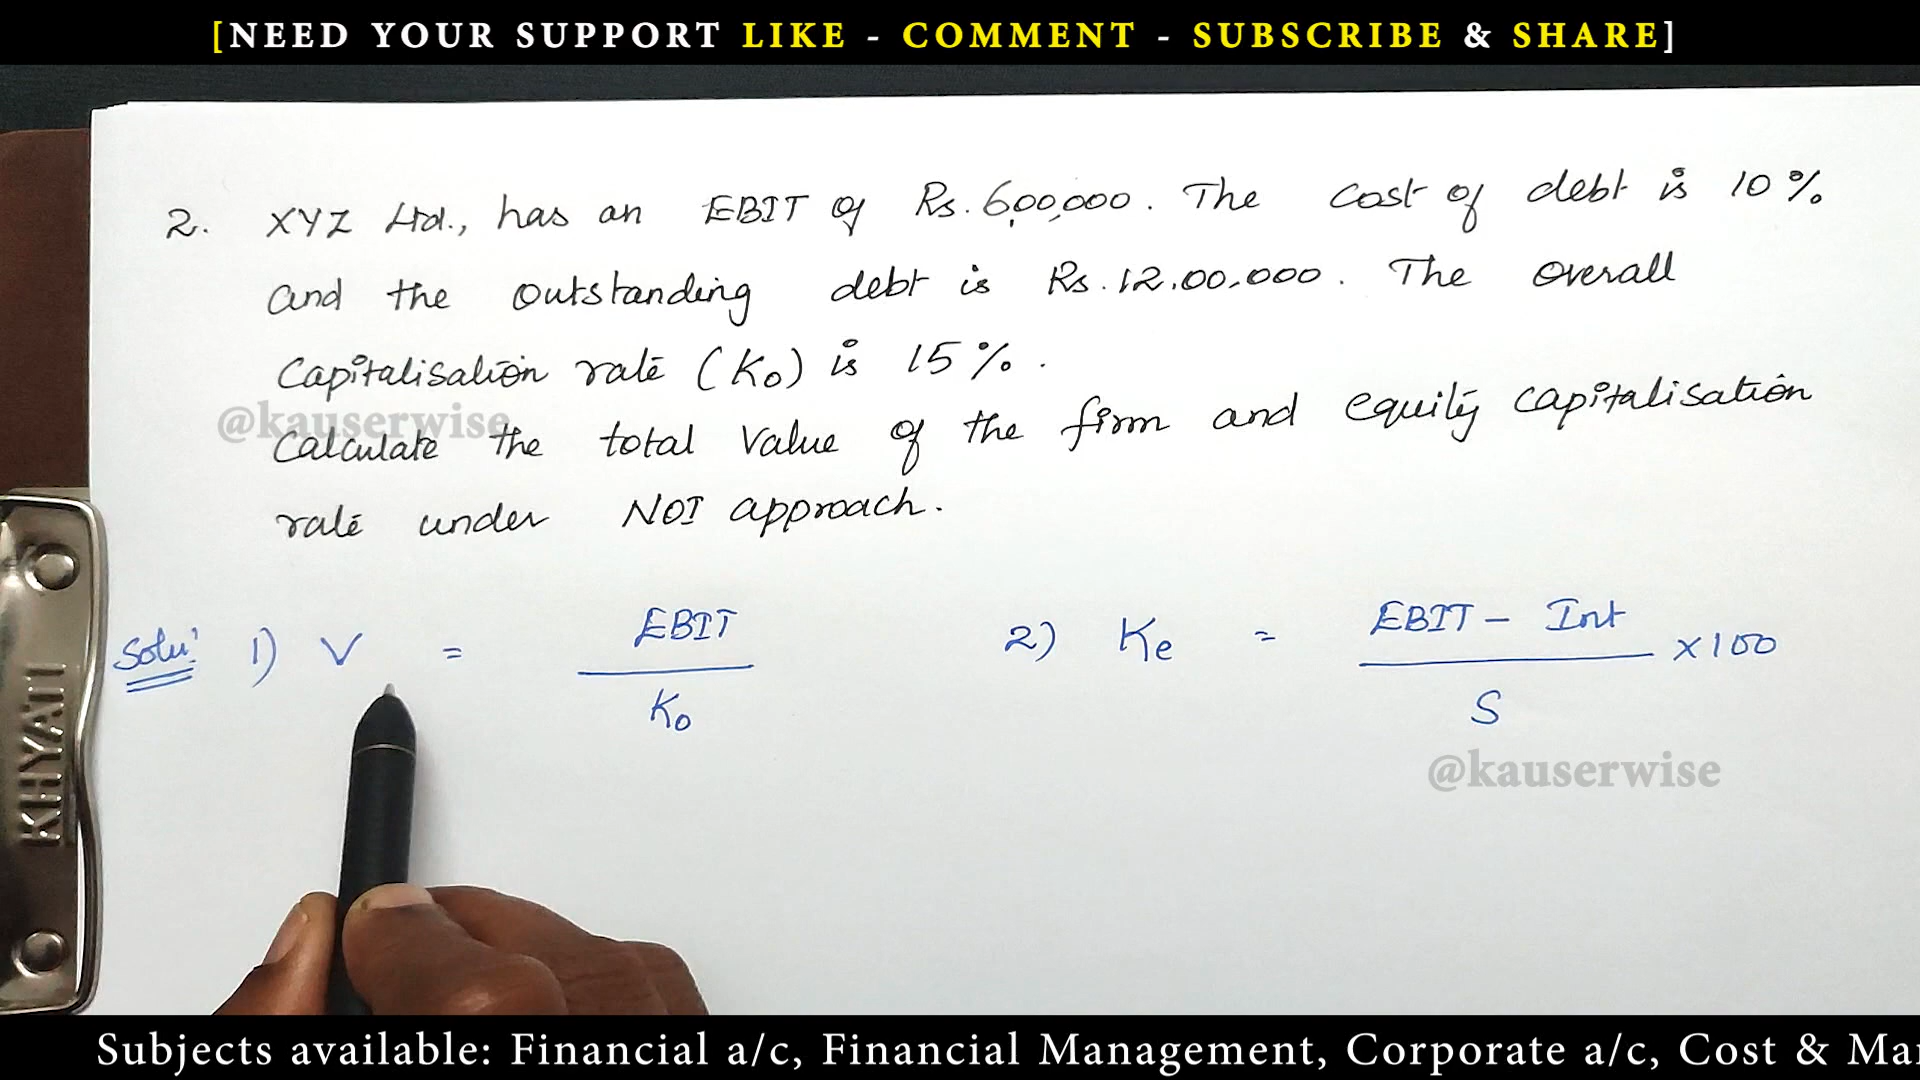 [NEED YOUR SUPPORT LIKE - COMMENT - SUBSCRIBE & SHARE]
2. XYZ Ltd., has an EBIT of Rs. 6,00,000. The cost of debt is 10%
and the outstanding debt is Rs. 12,00,000. The overall
Capitalisation rate (Ko) is 15%.
@kauserwise
Calculate the total value of the firm and equity capitalisation
rate under NOI approach.
Solu: 1) V = EBIT / Ko
2) Ke = EBIT - Int / S × 100
@kauserwise
KHYATI
Subjects available: Financial a/c, Financial Management, Corporate a/c, Cost & Ma